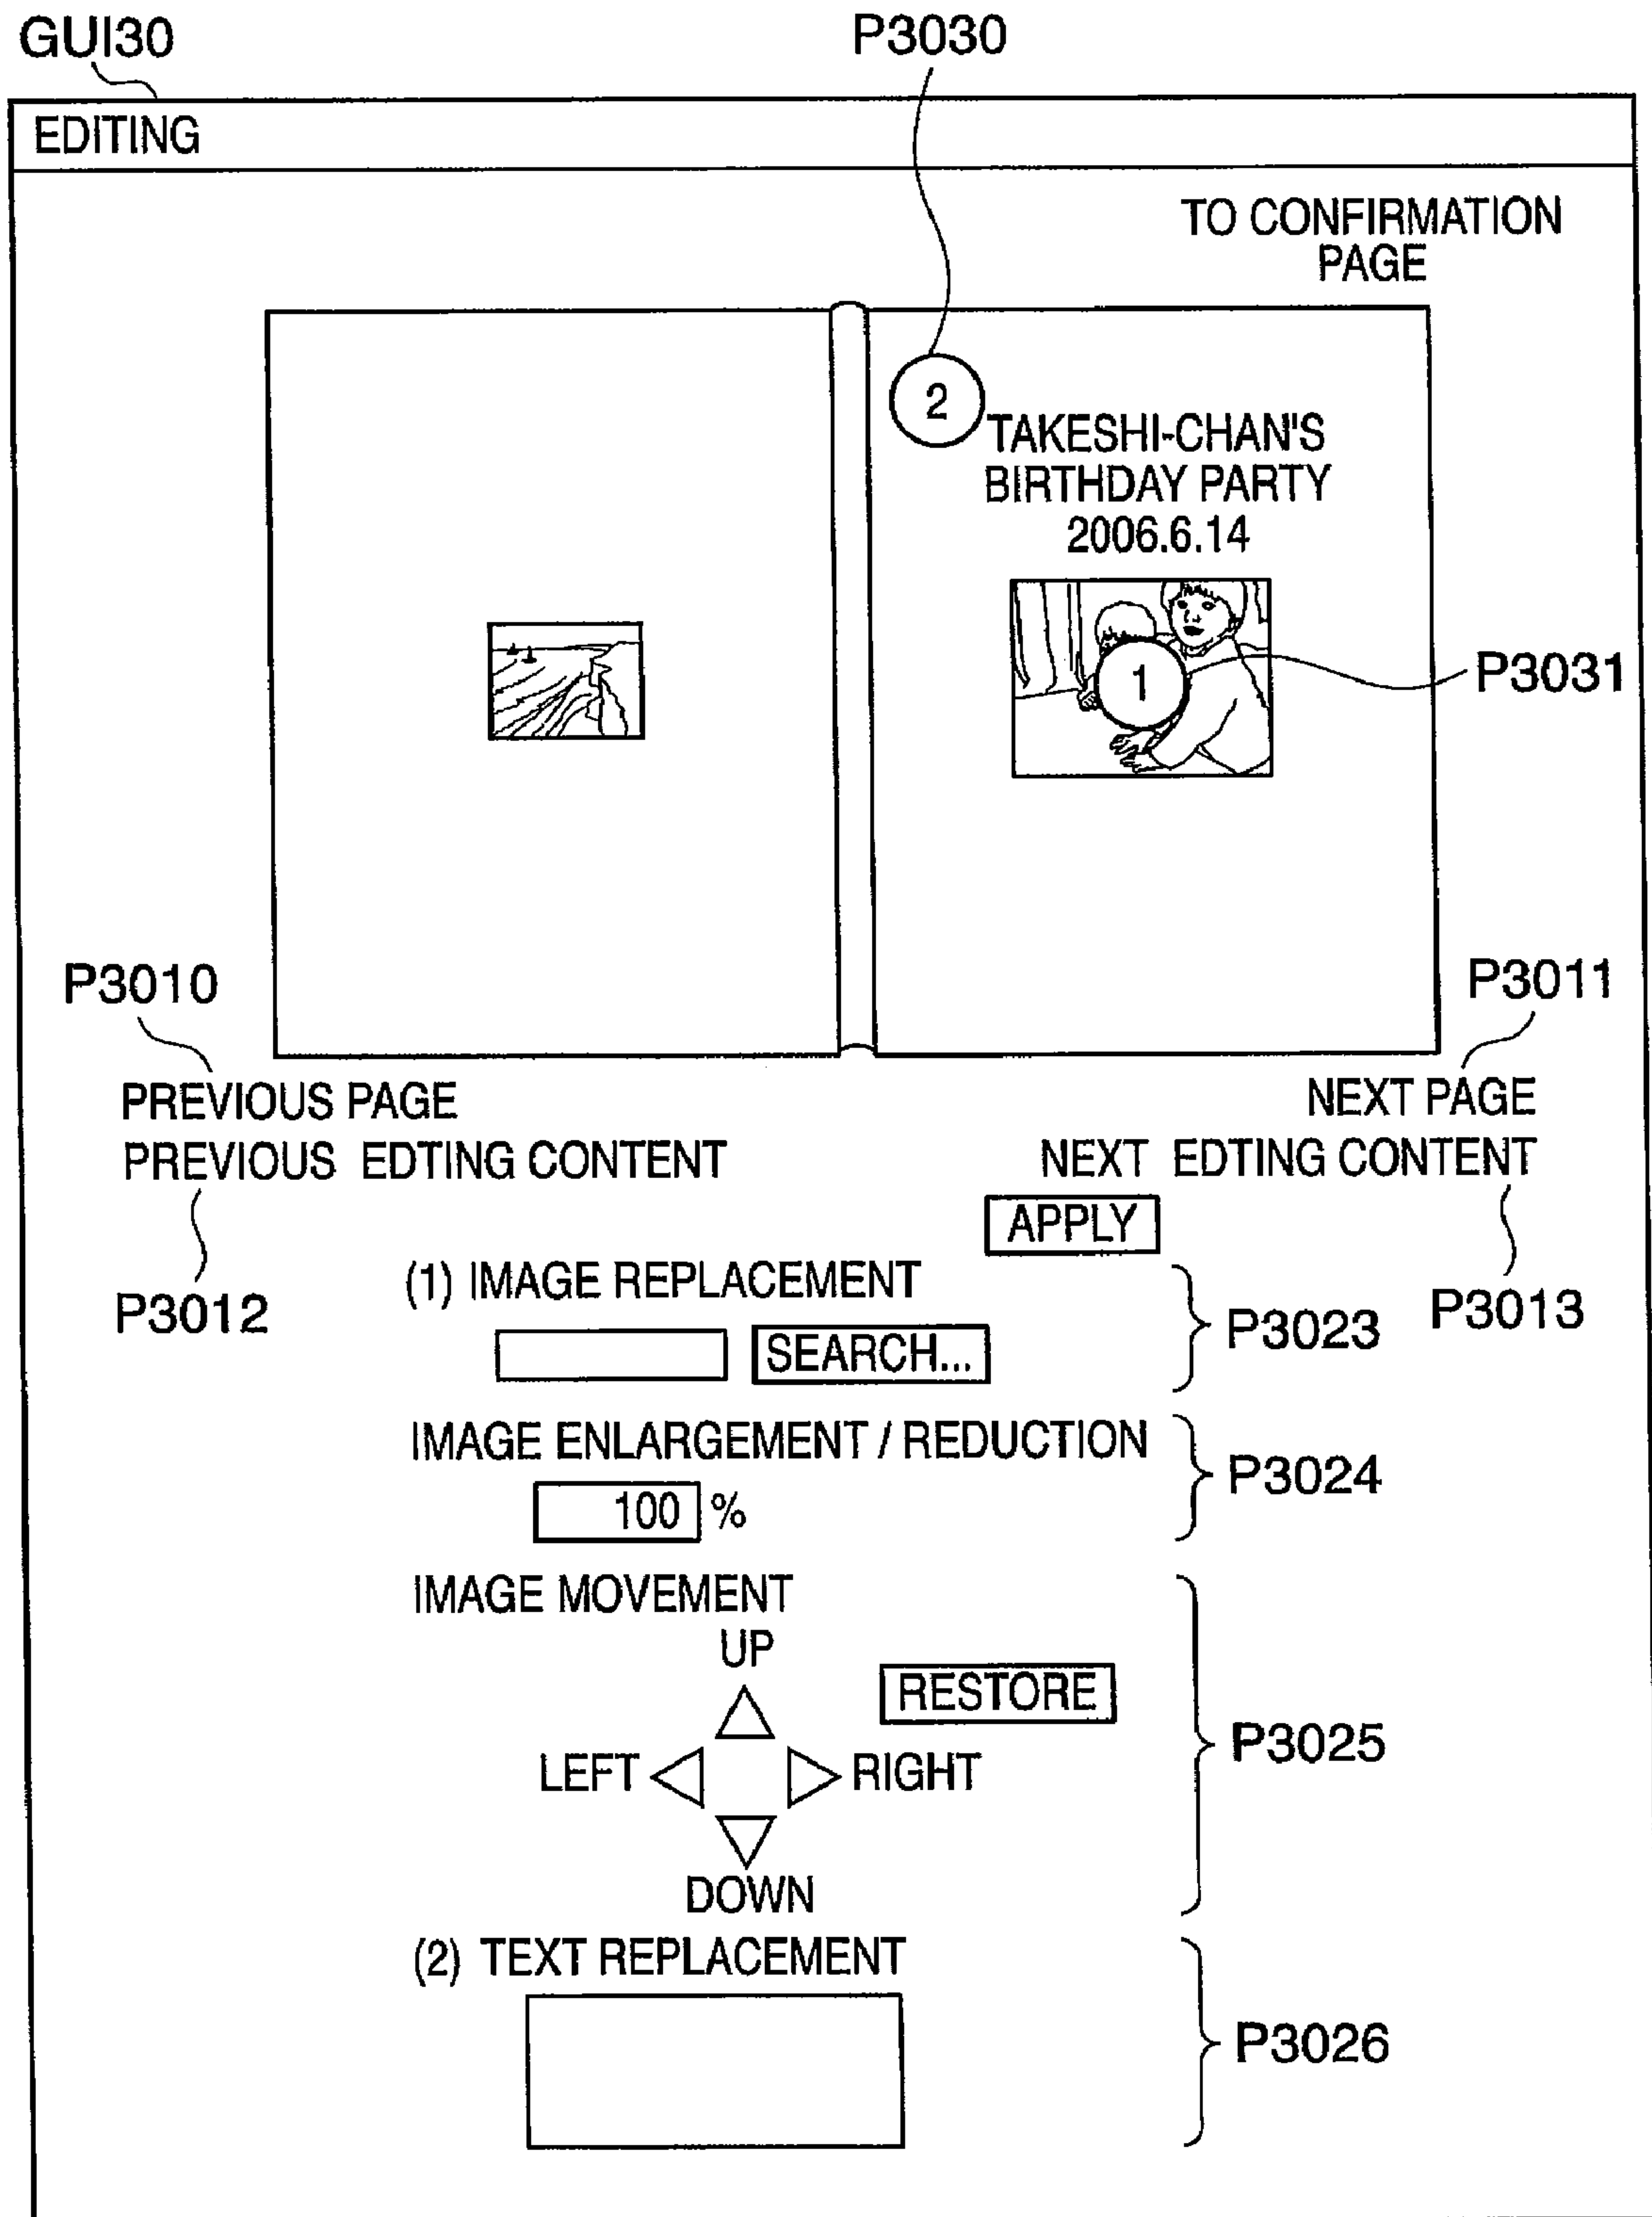 GUI30
P3030
EDITING
TO CONFIRMATION
PAGE
2
TAKESHI-CHAN'S
BIRTHDAY PARTY
2006.6.14
1
P3031
P3010
P3011
PREVIOUS PAGE
NEXT PAGE
PREVIOUS EDTING CONTENT
NEXT EDTING CONTENT
APPLY
P3012
P3013
(1) IMAGE REPLACEMENT
SEARCH...
P3023
IMAGE ENLARGEMENT / REDUCTION
100 %
P3024
IMAGE MOVEMENT
UP
RESTORE
LEFT
RIGHT
DOWN
P3025
(2) TEXT REPLACEMENT
P3026